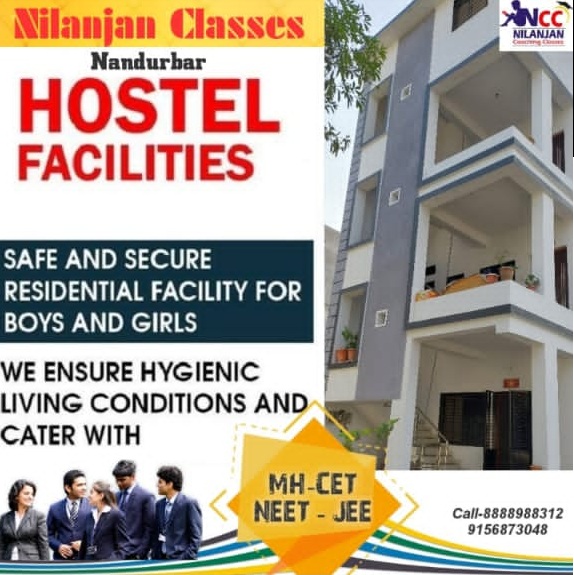 Nilanjan Classes
Nandurbar
HOSTEL
FACILITIES
SAFE AND SECURE
RESIDENTIAL FACILITY FOR
BOYS AND GIRLS
WE ENSURE HYGIENIC
LIVING CONDITIONS AND
CATER WITH
MH-CET
NEET - JEE
NCC
NILANJAN
Coaching Classes
Call-8888988312
9156873048